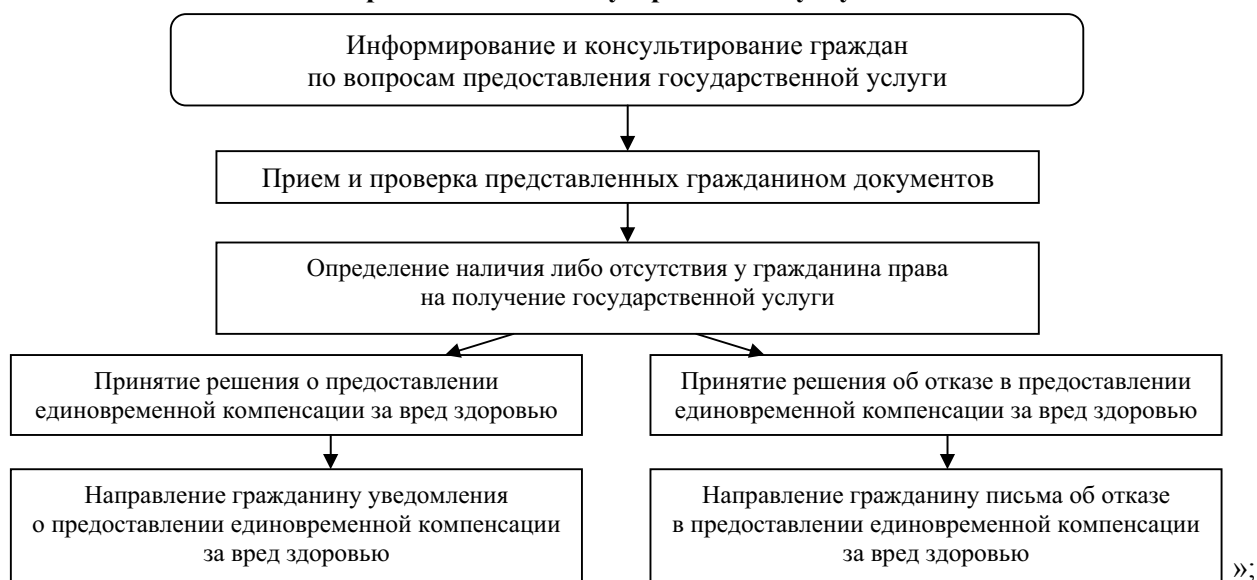 Информирование и консультирование граждан
по вопросам предоставления государственной услуги
Прием и проверка представленных гражданином документов
Определение наличия либо отсутствия у гражданина права
на получение государственной услуги
Принятие решения о предоставлении
единовременной компенсации за вред здоровью
Принятие решения об отказе в предоставлении
единовременной компенсации за вред здоровью
Направление гражданину уведомления
о предоставлении единовременной компенсации
за вред здоровью
Направление гражданину письма об отказе
в предоставлении единовременной компенсации
за вред здоровью
»;